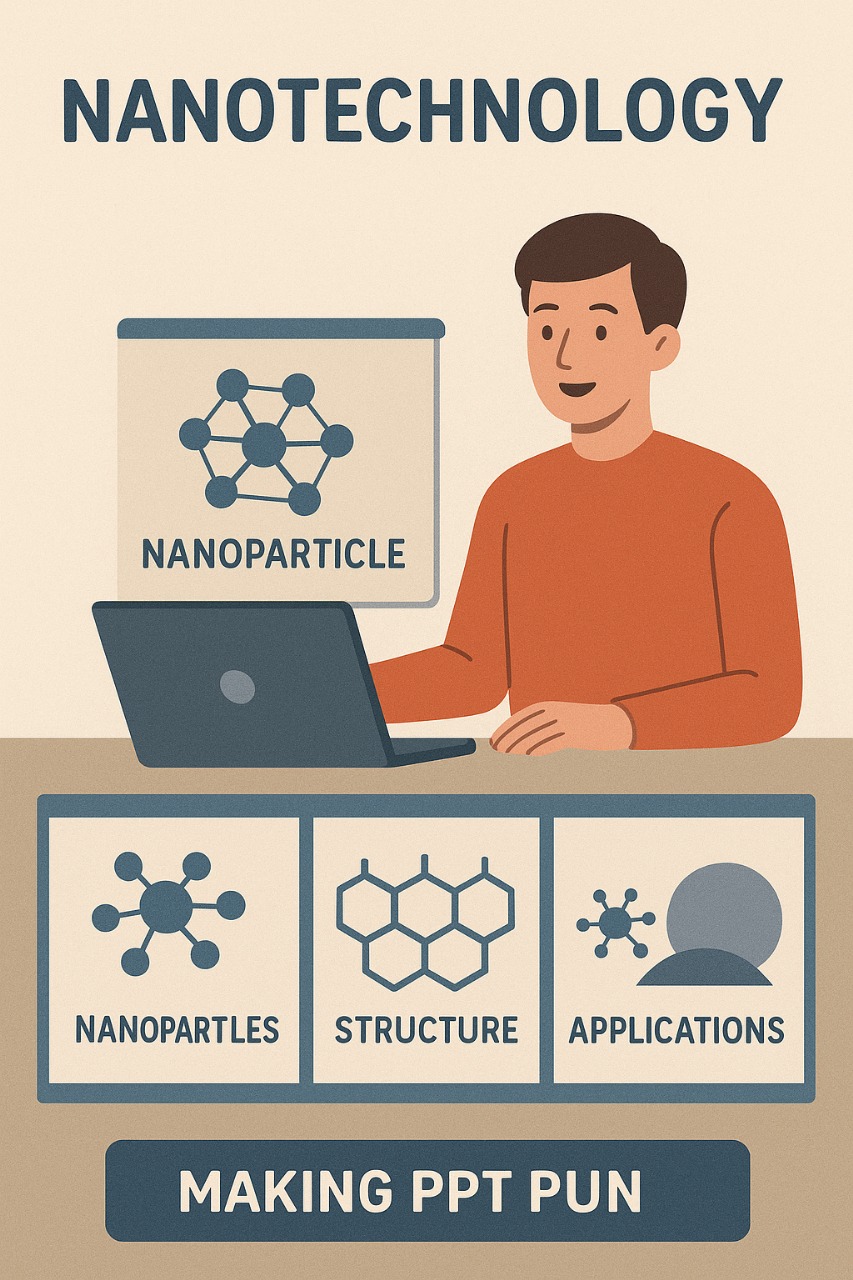 NANOTECHNOLOGY
NANOPARTICLE
NANOPARTLES
STRUCTURE
APPLICATIONS
MAKING PPT PUN